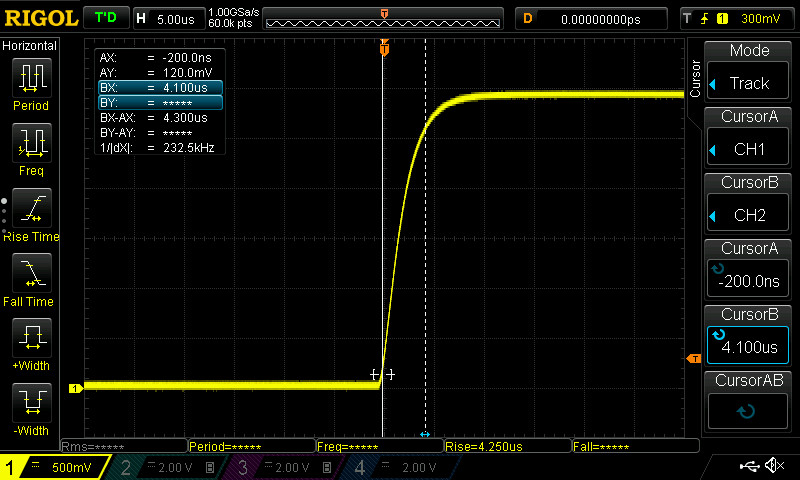 RIGOL T'D H 5.00us 1.00GSa/s 60.0k pts T D 0.00000000ps T 1 300mV
Horizontal
Period
Freq
Rise Time
Fall Time
+Width
-Width
AX: = -200.0ns
AY: = 120.0mV
BX: = 4.100us
BY: = *****
BX-AX: = 4.300us
BY-AY: = *****
1/|dX|: = 232.5kHz
T
T
1
Cursor
Mode
Track
CursorA
CH1
CursorB
CH2
CursorA
-200.0ns
CursorB
4.100us
CursorAB
Rms=***** Period=***** Freq=***** Rise=4.250us Fall=*****
1 500mV 2 2.00 V B 3 2.00 V B 4 2.00 V